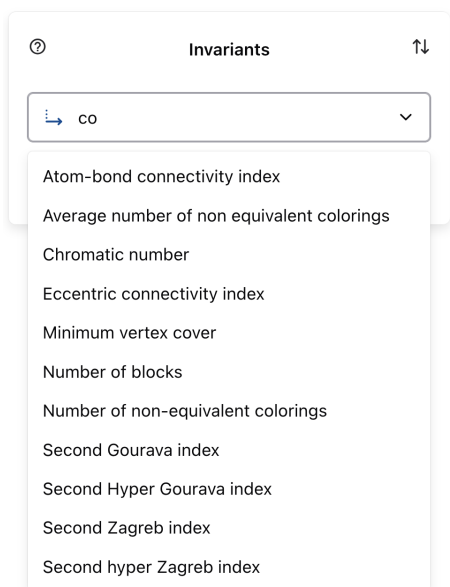 Invariants
co
Atom-bond connectivity index
Average number of non equivalent colorings
Chromatic number
Eccentric connectivity index
Minimum vertex cover
Number of blocks
Number of non-equivalent colorings
Second Gourava index
Second Hyper Gourava index
Second Zagreb index
Second hyper Zagreb index